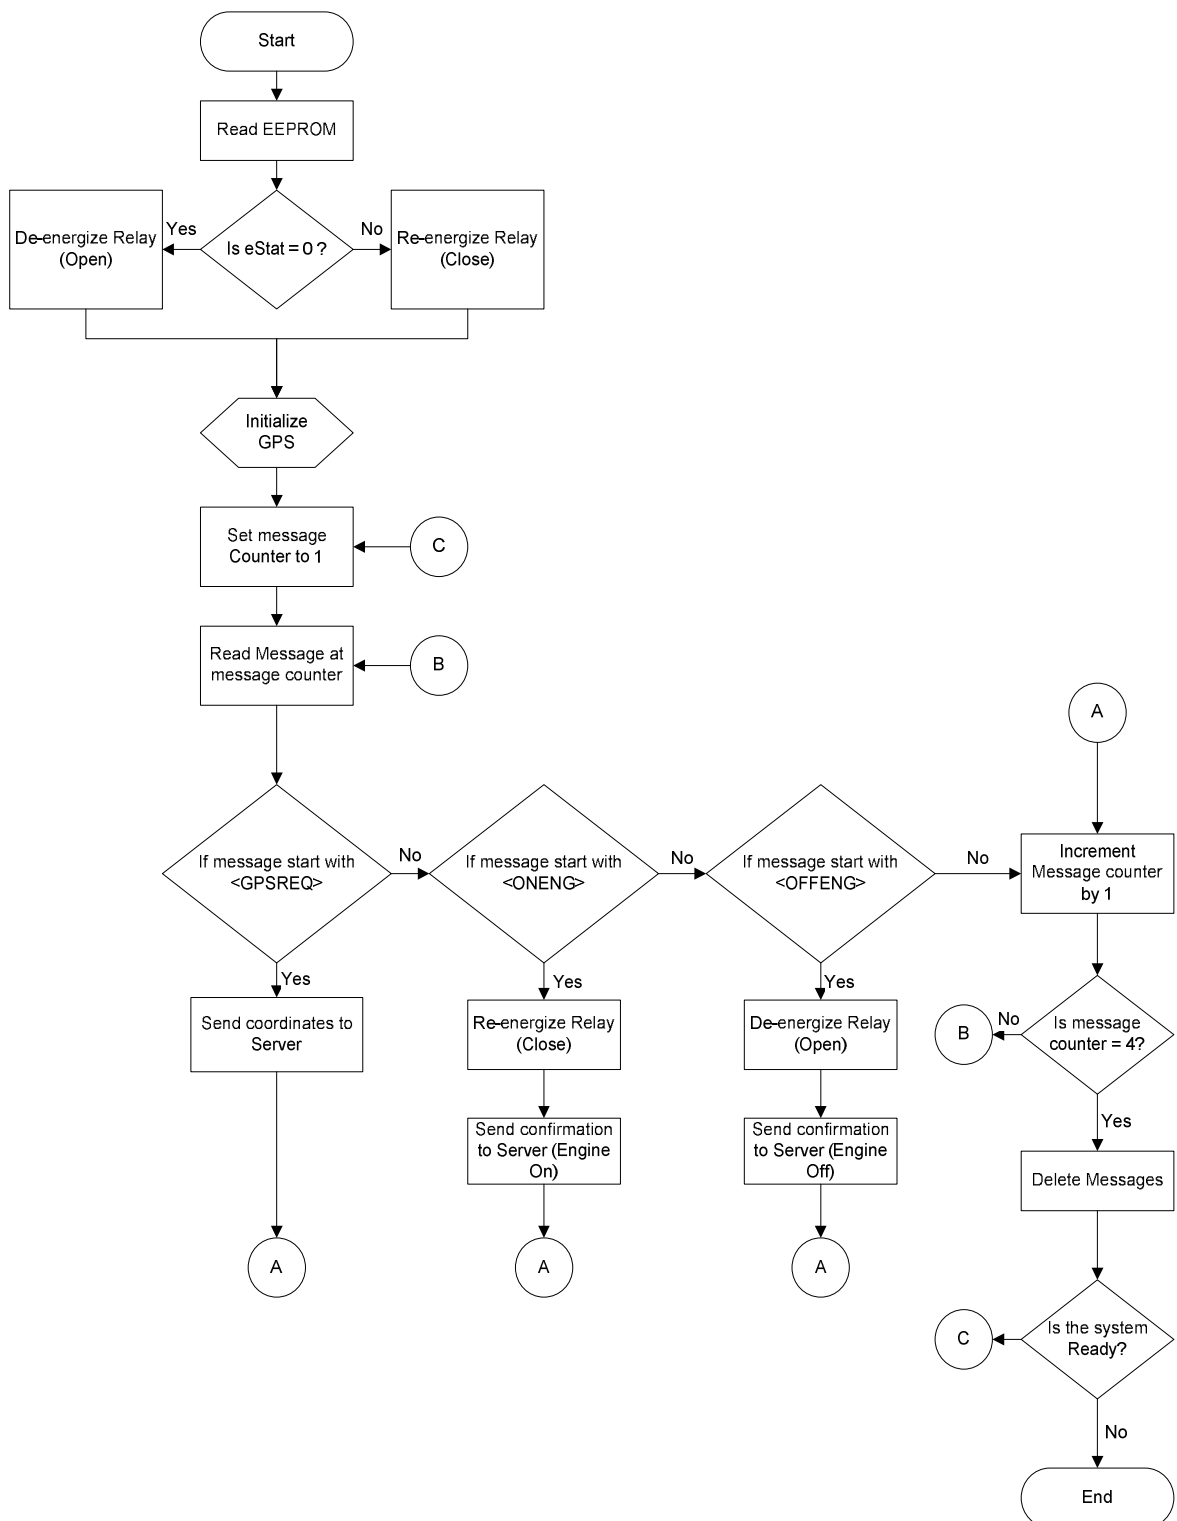 Start
Read EEPROM
De-energize Relay
(Open)
Yes
Is eStat = 0 ?
No
Re-energize Relay
(Close)
Initialize
GPS
Set message
Counter to 1
C
Read Message at
message counter
B
A
If message start with
<GPSREQ>
No
If message start with
<ONENG>
No
If message start with
<OFFENG>
No
Increment
Message counter
by 1
Yes
Send coordinates to
Server
Yes
Re-energize Relay
(Close)
Yes
De-energize Relay
(Open)
B
No
Is message
counter = 4?
Send confirmation
to Server (Engine
On)
Send confirmation
to Server (Engine
Off)
Yes
Delete Messages
A
A
A
C
Is the system
Ready?
No
End